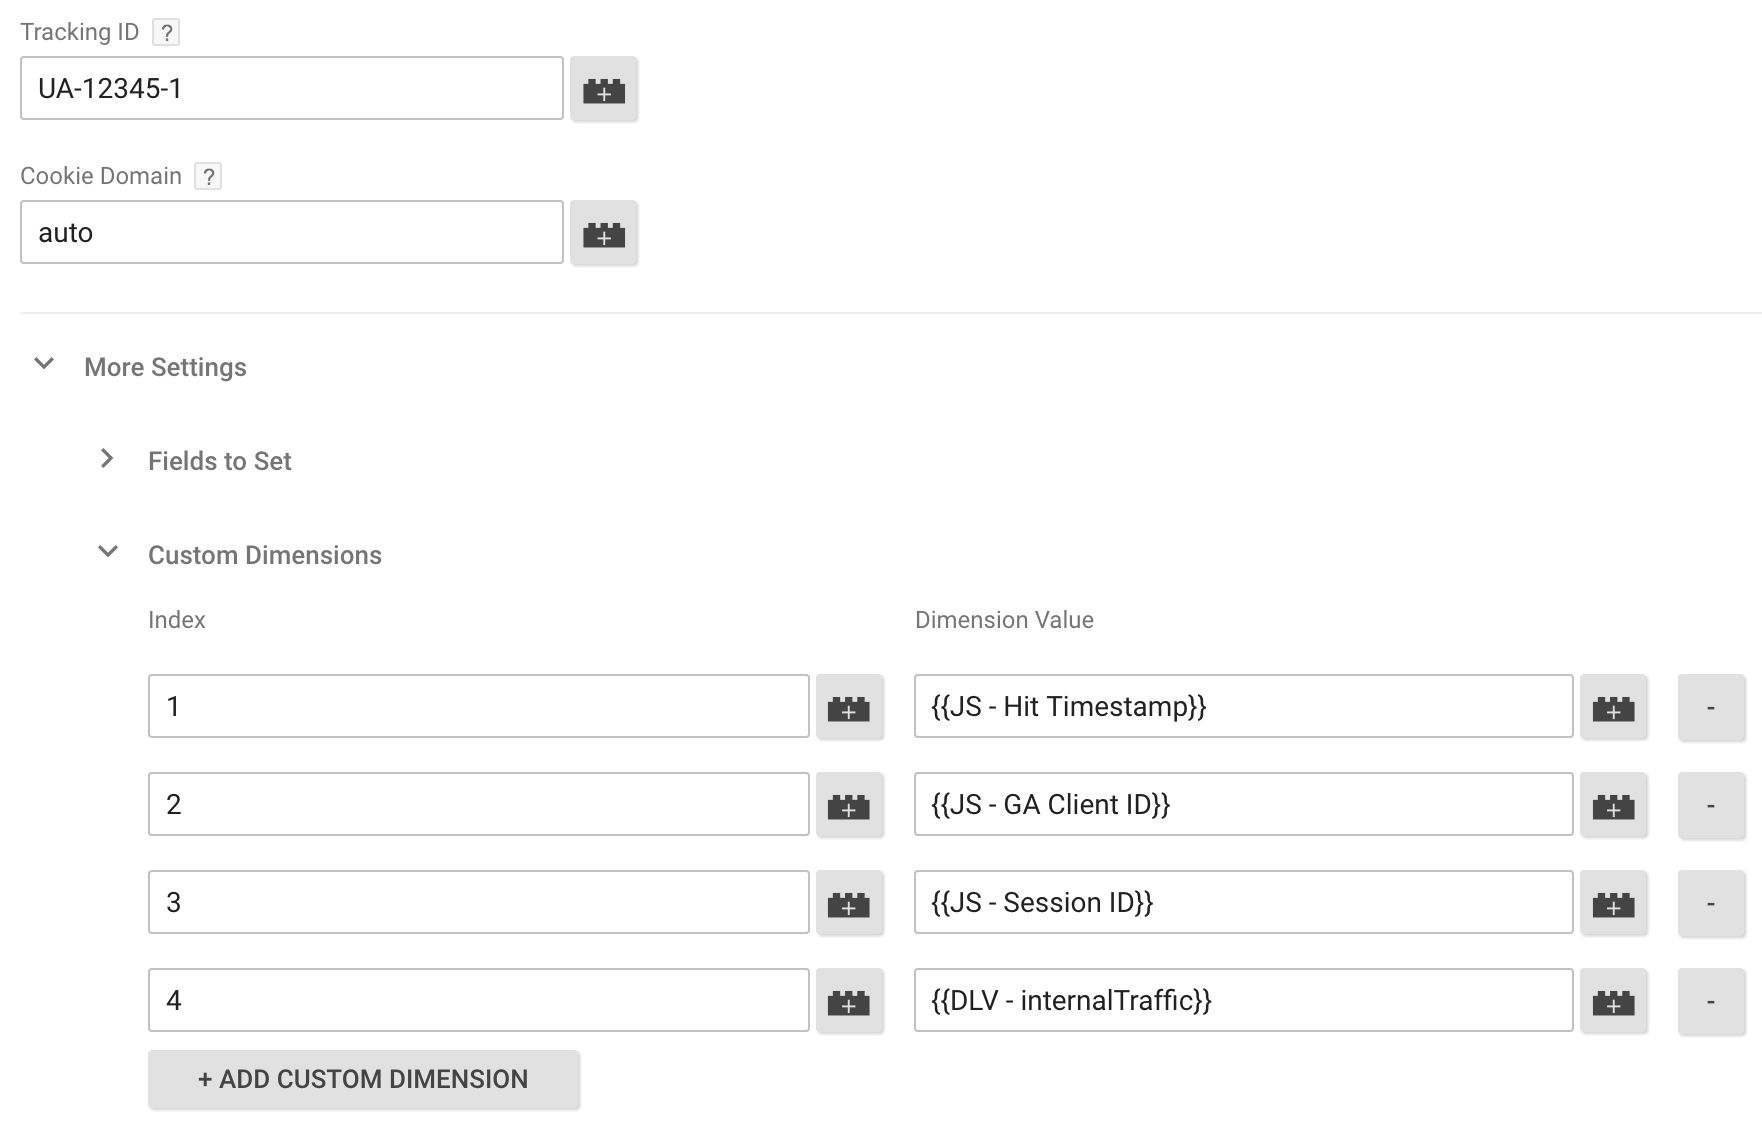 Tracking ID ?
UA-12345-1
Cookie Domain ?
auto
More Settings
Fields to Set
Custom Dimensions
Index Dimension Value
1 {{JS - Hit Timestamp}} -
2 {{JS - GA Client ID}} -
3 {{JS - Session ID}} -
4 {{DLV - internalTraffic}} -
+ ADD CUSTOM DIMENSION